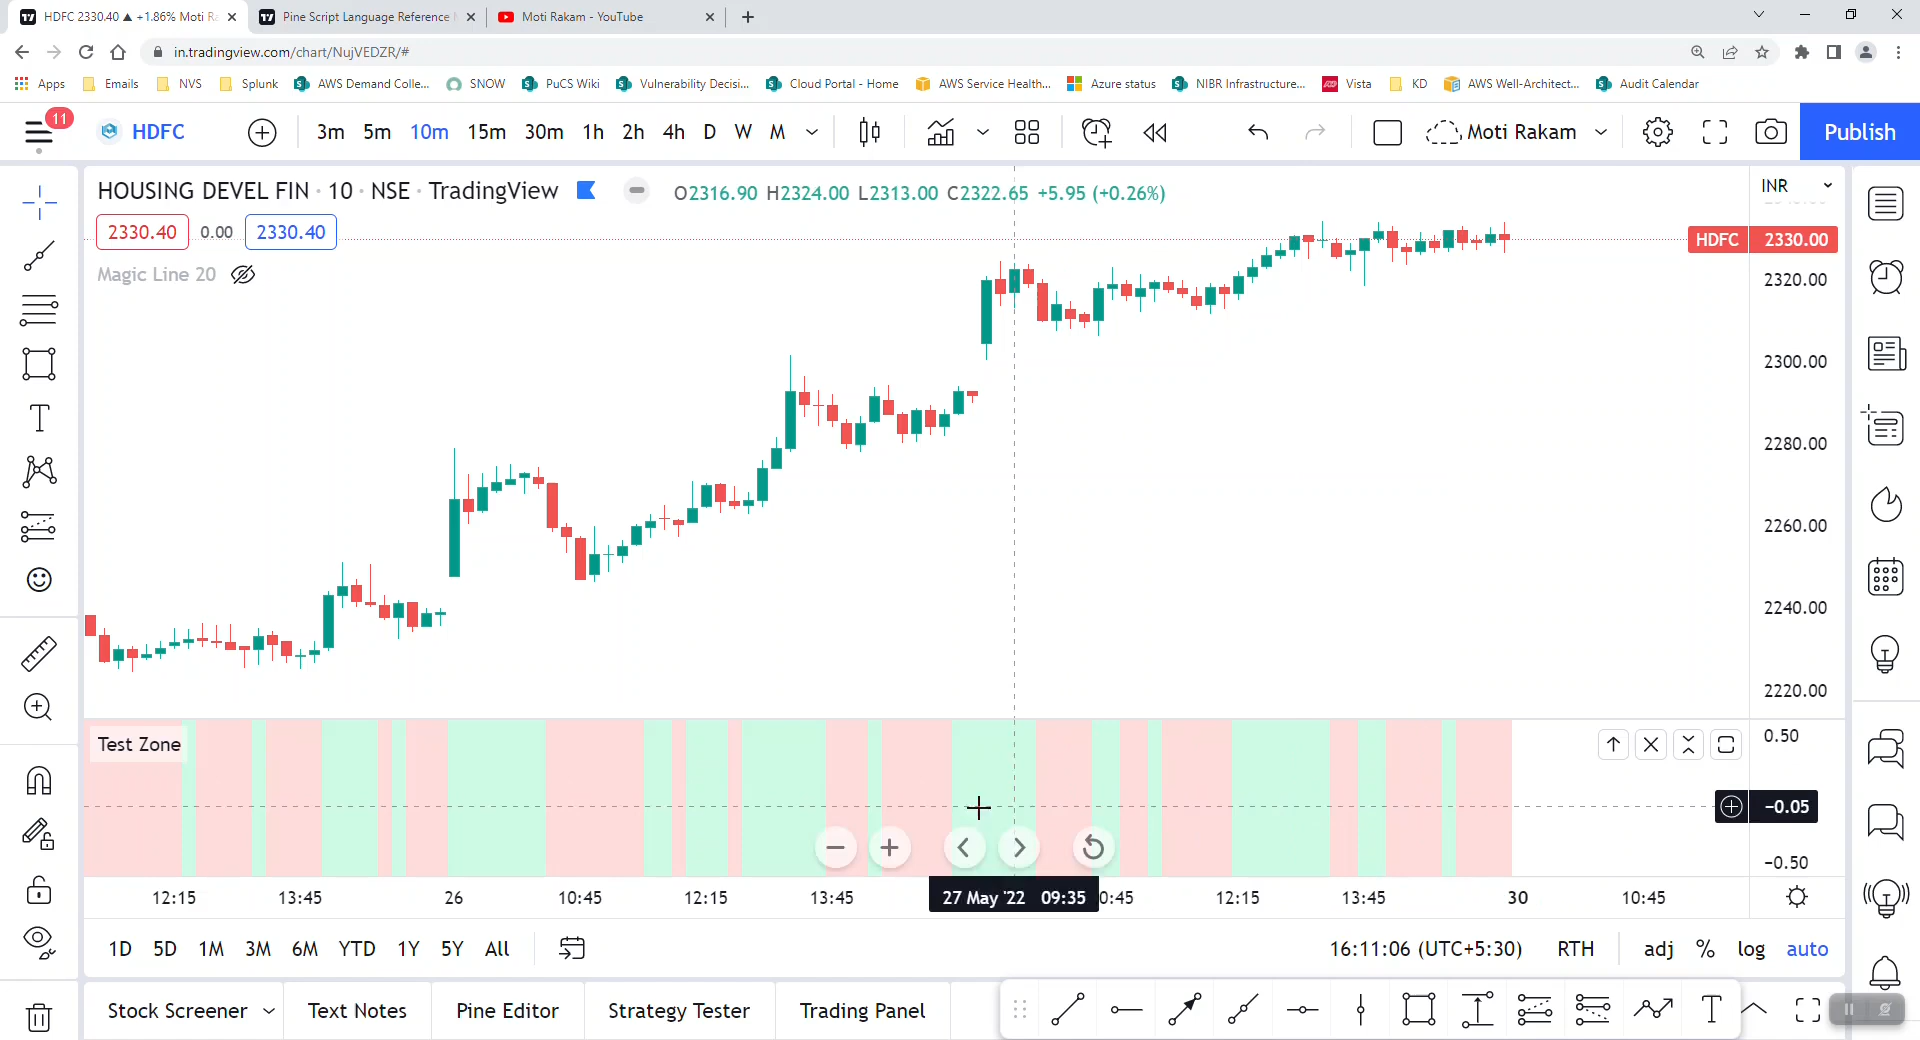 HDFC 2330.40 ▲ +1.86% Moti Ra
Pine Script Language Reference
Moti Rakam - YouTube
in.tradingview.com/chart/NujVEDZR/#
Apps Emails NVS Splunk AWS Demand Colle... SNOW PuCS Wiki Vulnerability Decisi... Cloud Portal - Home AWS Service Health... Azure status NIBR Infrastructure... Vista KD AWS Well-Architect... Audit Calendar
11
HDFC 3m 5m 10m 15m 30m 1h 2h 4h D W M Moti Rakam Publish
HOUSING DEVEL FIN · 10 · NSE · TradingView O2316.90 H2324.00 L2313.00 C2322.65 +5.95 (+0.26%) INR
2330.40 0.00 2330.40
HDFC 2330.00
Magic Line 20
2320.00
2300.00
2280.00
2260.00
2240.00
2220.00
Test Zone
0.50
−0.05
−0.50
12:15 13:45 26 10:45 12:15 13:45 27 May '22 09:35 0:45 12:15 13:45 30 10:45
1D 5D 1M 3M 6M YTD 1Y 5Y All 16:11:06 (UTC+5:30) RTH adj % log auto
Stock Screener Text Notes Pine Editor Strategy Tester Trading Panel